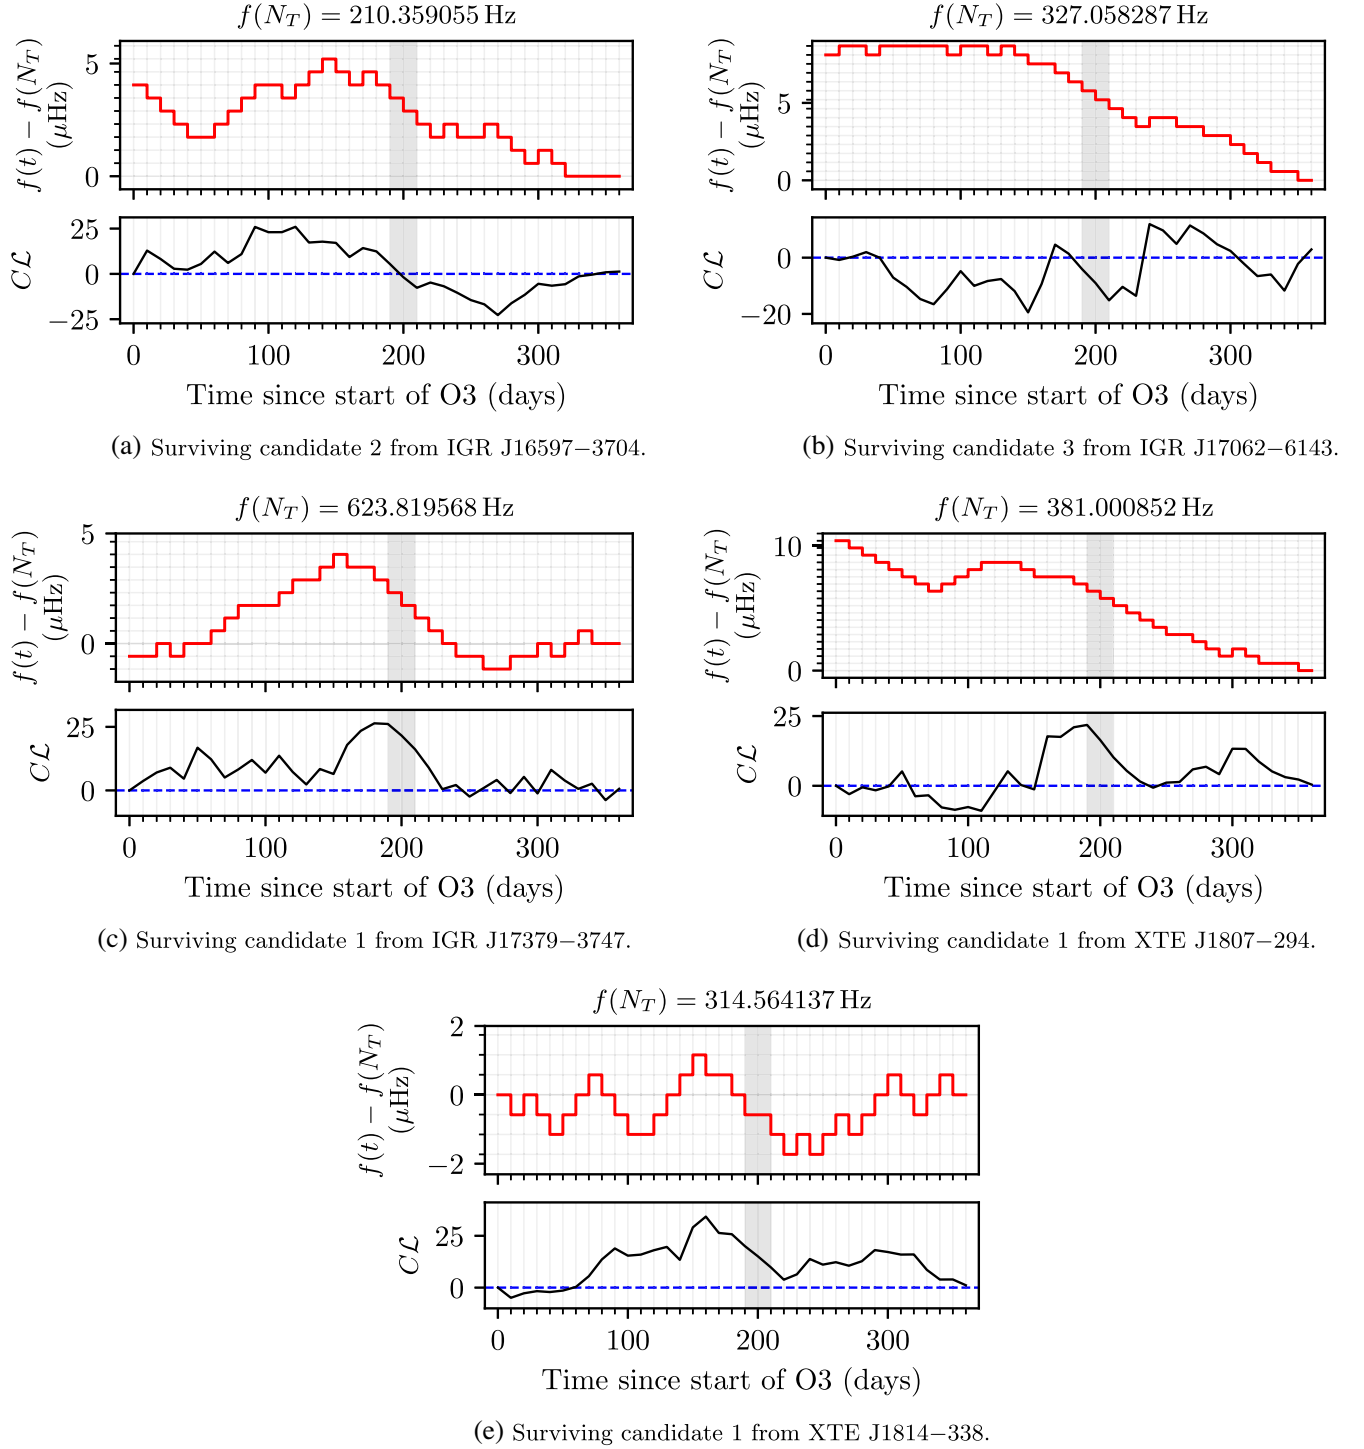 f(N_T) = 210.359055 Hz
f(t) − f(N_T)
(μHz)
5
0
CL
25
0
−25
0 100 200 300
Time since start of O3 (days)
(a) Surviving candidate 2 from IGR J16597−3704.
f(N_T) = 327.058287 Hz
f(t) − f(N_T)
(μHz)
5
0
CL
0
−20
0 100 200 300
Time since start of O3 (days)
(b) Surviving candidate 3 from IGR J17062−6143.
f(N_T) = 623.819568 Hz
f(t) − f(N_T)
(μHz)
5
0
CL
25
0
0 100 200 300
Time since start of O3 (days)
(c) Surviving candidate 1 from IGR J17379−3747.
f(N_T) = 381.000852 Hz
f(t) − f(N_T)
(μHz)
10
0
CL
25
0
0 100 200 300
Time since start of O3 (days)
(d) Surviving candidate 1 from XTE J1807−294.
f(N_T) = 314.564137 Hz
f(t) − f(N_T)
(μHz)
2
0
−2
CL
25
0
0 100 200 300
Time since start of O3 (days)
(e) Surviving candidate 1 from XTE J1814−338.